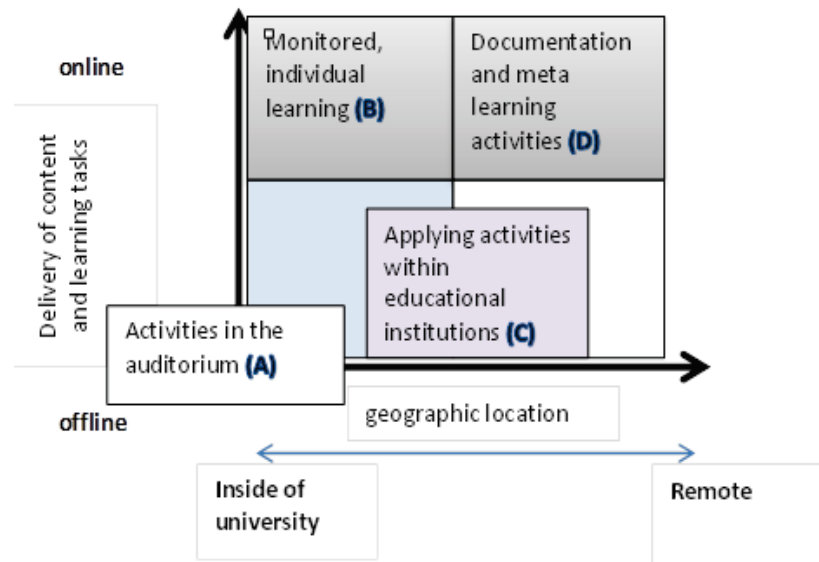 online
Monitored,
individual
learning (B)
Documentation
and meta
learning
activities (D)
Delivery of content
and learning tasks
Applying activities
within
educational
institutions (C)
Activities in the
auditorium (A)
offline
geographic location
Inside of
university
Remote